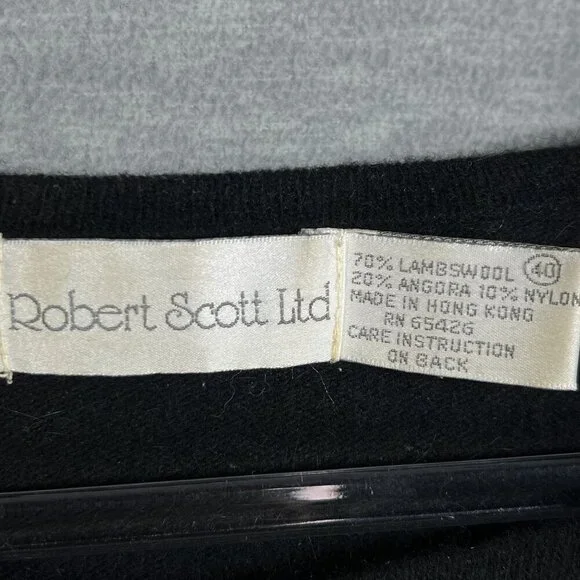 Robert Scott Ltd
70% LAMBSWOOL 40
20% ANGORA 10% NYLON
MADE IN HONG KONG
RN 65426
CARE INSTRUCTION
ON BACK